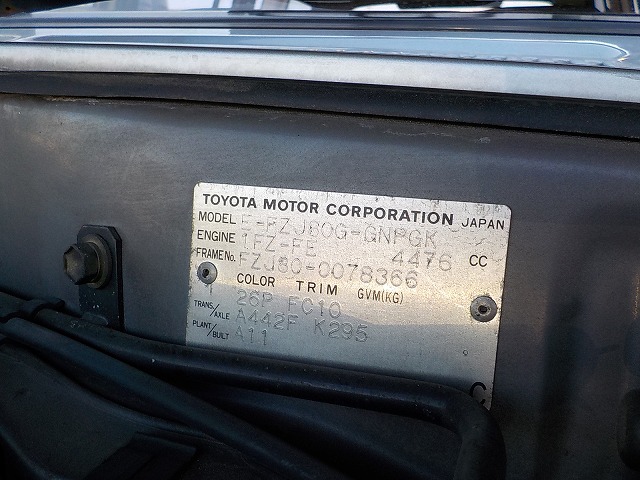 TOYOTA MOTOR CORPORATION JAPAN
MODEL E-FZJ80G-GNPGK
ENGINE 1FZ-FE 4476 CC
FRAME No. FZJ80-0078366
COLOR TRIM GVM(KG)
26P FC10
TRANS./AXLE A442F K295
PLANT/BUILT A11